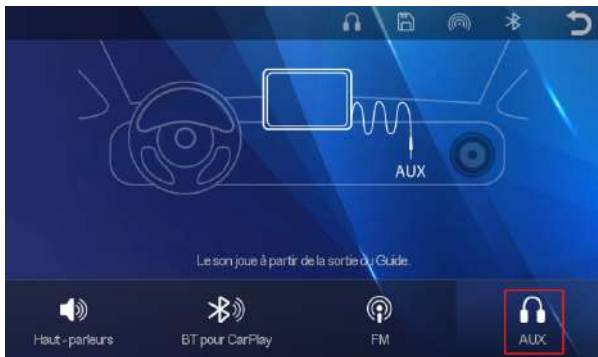 AUX
Le son joue à partir de la sortie du Guide.
Haut-parleurs
BT pour CarPlay
FM
AUX